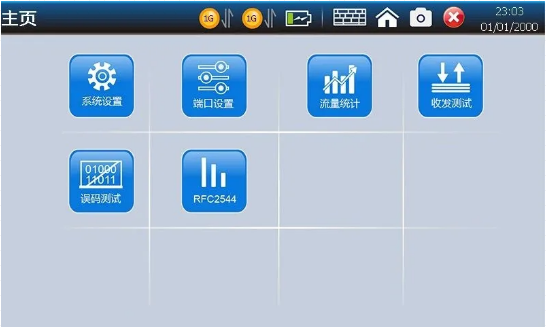 主页
1G
1G
23:03
01/01/2000
系统设置
端口设置
流量统计
收发测试
01000
11011
误码测试
RFC2544